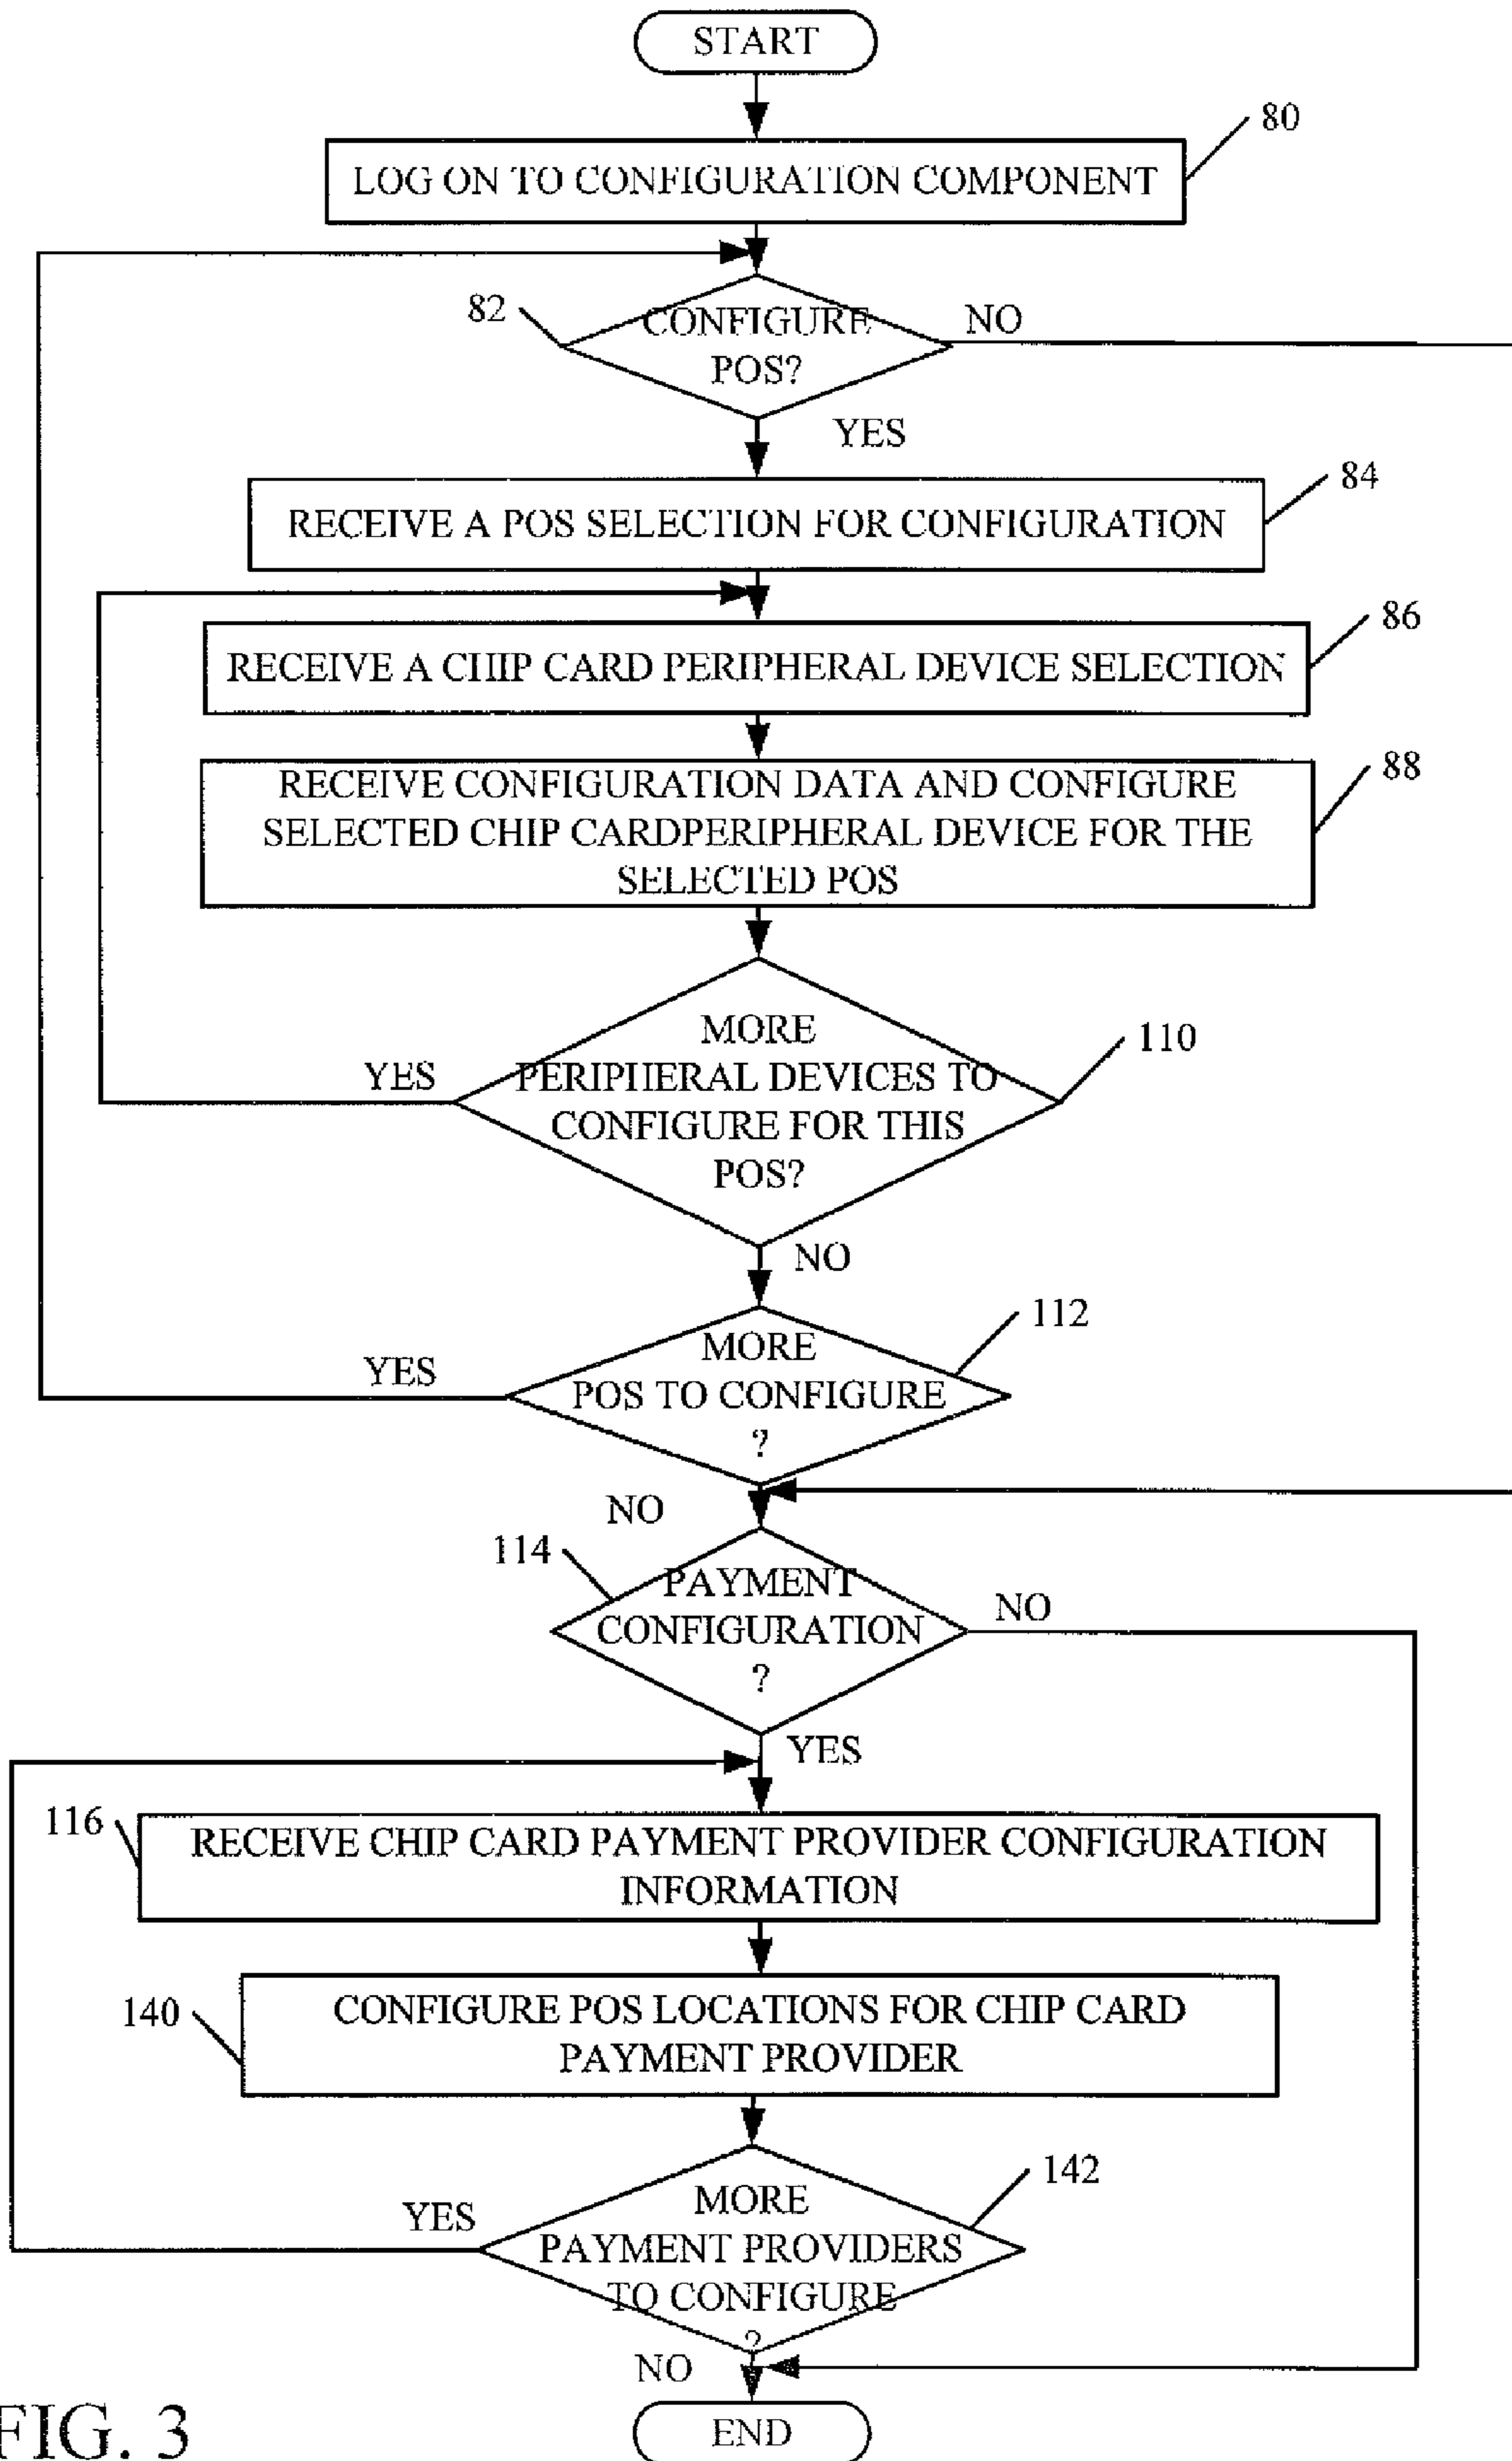 START
80
LOG ON TO CONFIGURATION COMPONENT
82
CONFIGURE
POS?
NO
YES
84
RECEIVE A POS SELECTION FOR CONFIGURATION
86
RECEIVE A CHIP CARD PERIPHERAL DEVICE SELECTION
88
RECEIVE CONFIGURATION DATA AND CONFIGURE
SELECTED CHIP CARDPERIPHERAL DEVICE FOR THE
SELECTED POS
110
MORE
PERIPHERAL DEVICES TO
CONFIGURE FOR THIS
POS?
YES
NO
112
MORE
POS TO CONFIGURE
?
YES
NO
114
PAYMENT
CONFIGURATION
?
NO
YES
116
RECEIVE CHIP CARD PAYMENT PROVIDER CONFIGURATION
INFORMATION
140
CONFIGURE POS LOCATIONS FOR CHIP CARD
PAYMENT PROVIDER
142
MORE
PAYMENT PROVIDERS
TO CONFIGURE
?
YES
NO
END
FIG. 3